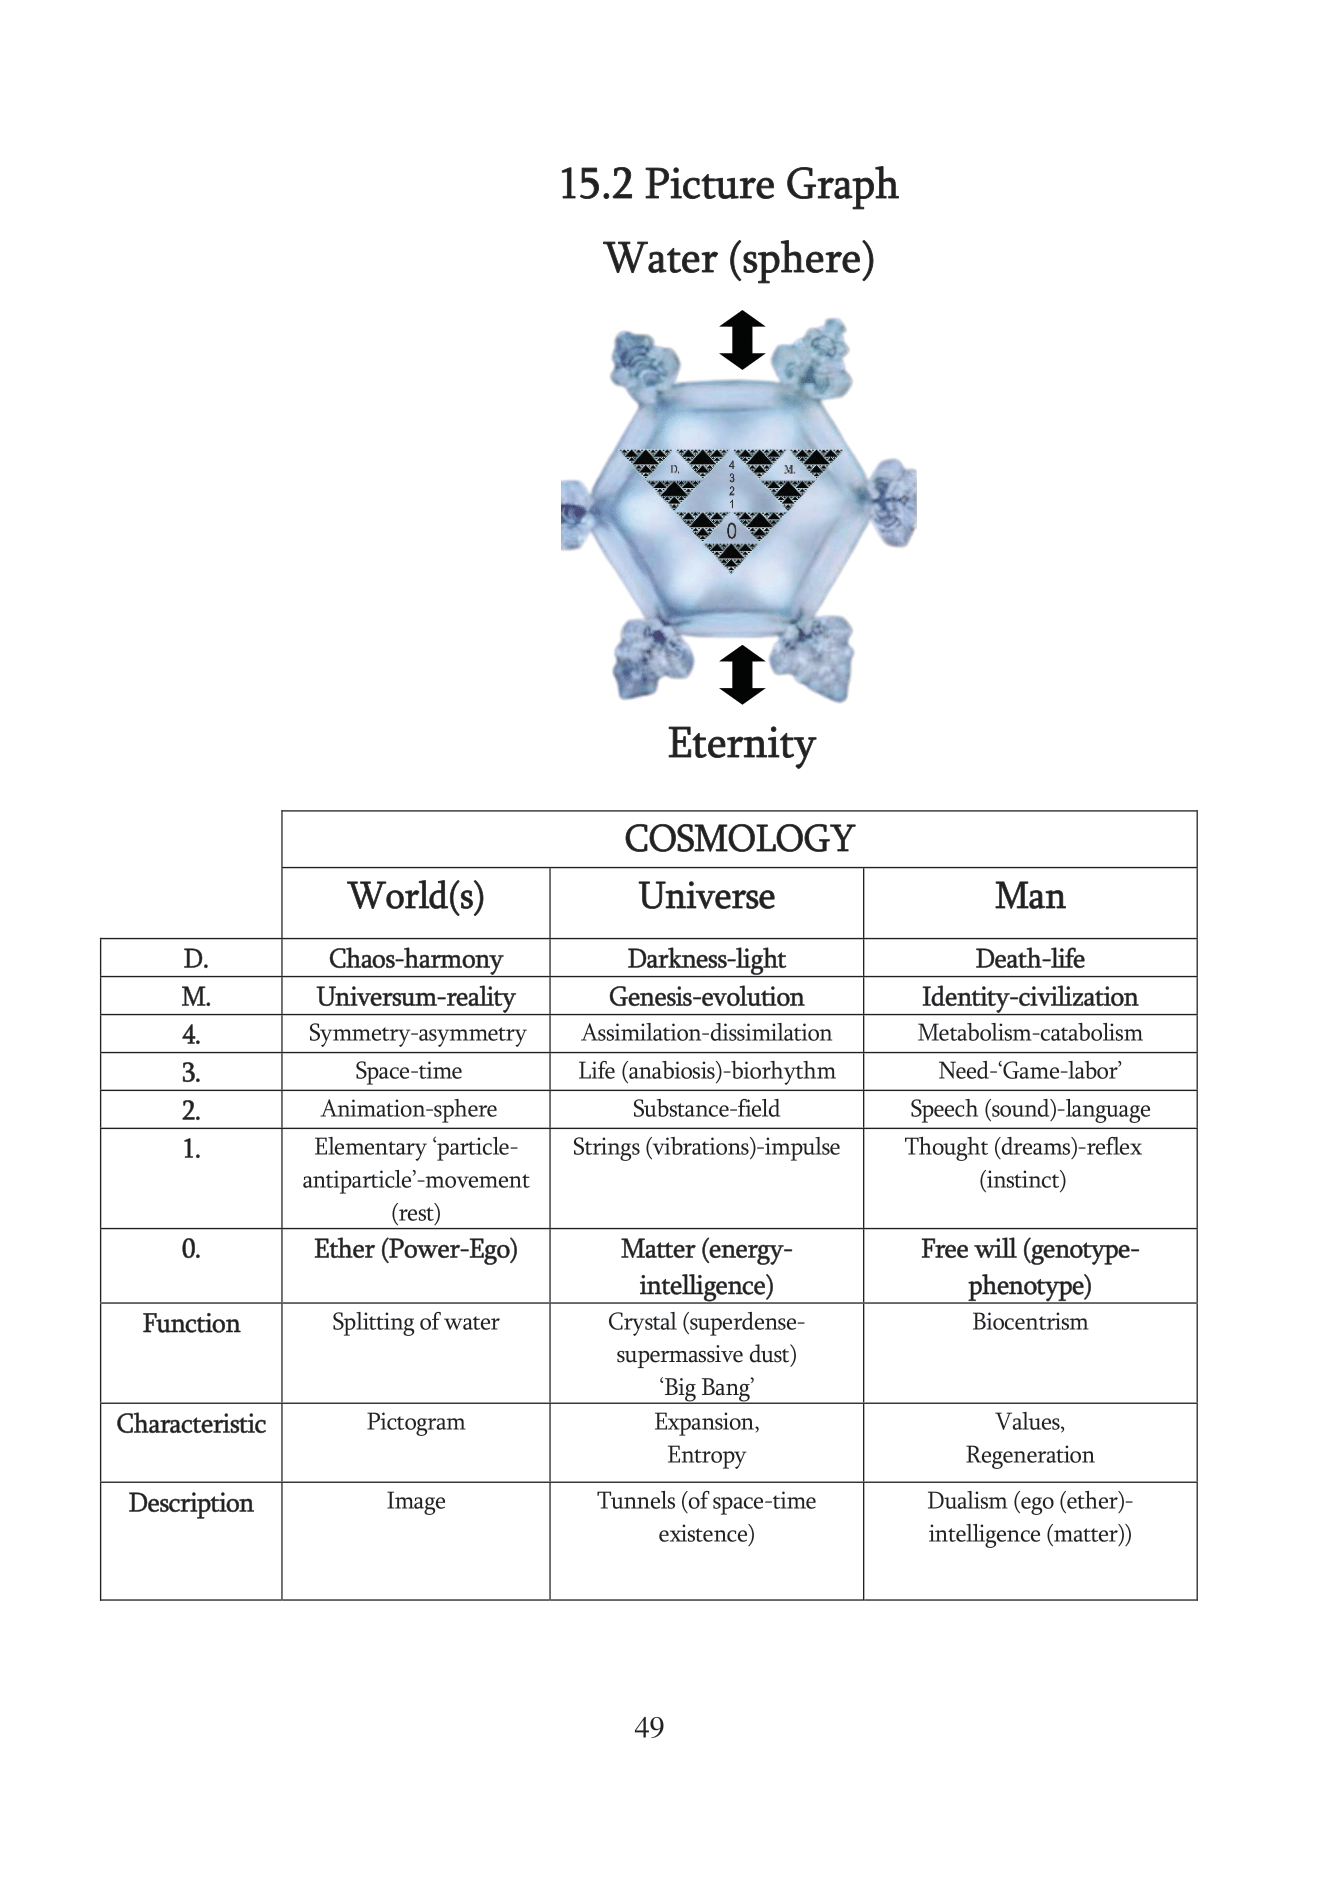 15.2 Picture Graph
Water (sphere)
D.
4
M.
3
2
1
0
Eternity
COSMOLOGY
World(s) Universe Man
D. Chaos-harmony Darkness-light Death-life
M. Universum-reality Genesis-evolution Identity-civilization
4. Symmetry-asymmetry Assimilation-dissimilation Metabolism-catabolism
3. Space-time Life (anabiosis)-biorhythm Need-‘Game-labor’
2. Animation-sphere Substance-field Speech (sound)-language
1. Elementary ‘particle- Strings (vibrations)-impulse Thought (dreams)-reflex
antiparticle’-movement (instinct)
(rest)
0. Ether (Power-Ego) Matter (energy- Free will (genotype-
intelligence) phenotype)
Function Splitting of water Crystal (superdense- Biocentrism
supermassive dust)
‘Big Bang’
Characteristic Pictogram Expansion, Values,
Entropy Regeneration
Description Image Tunnels (of space-time Dualism (ego (ether)-
existence) intelligence (matter))
49